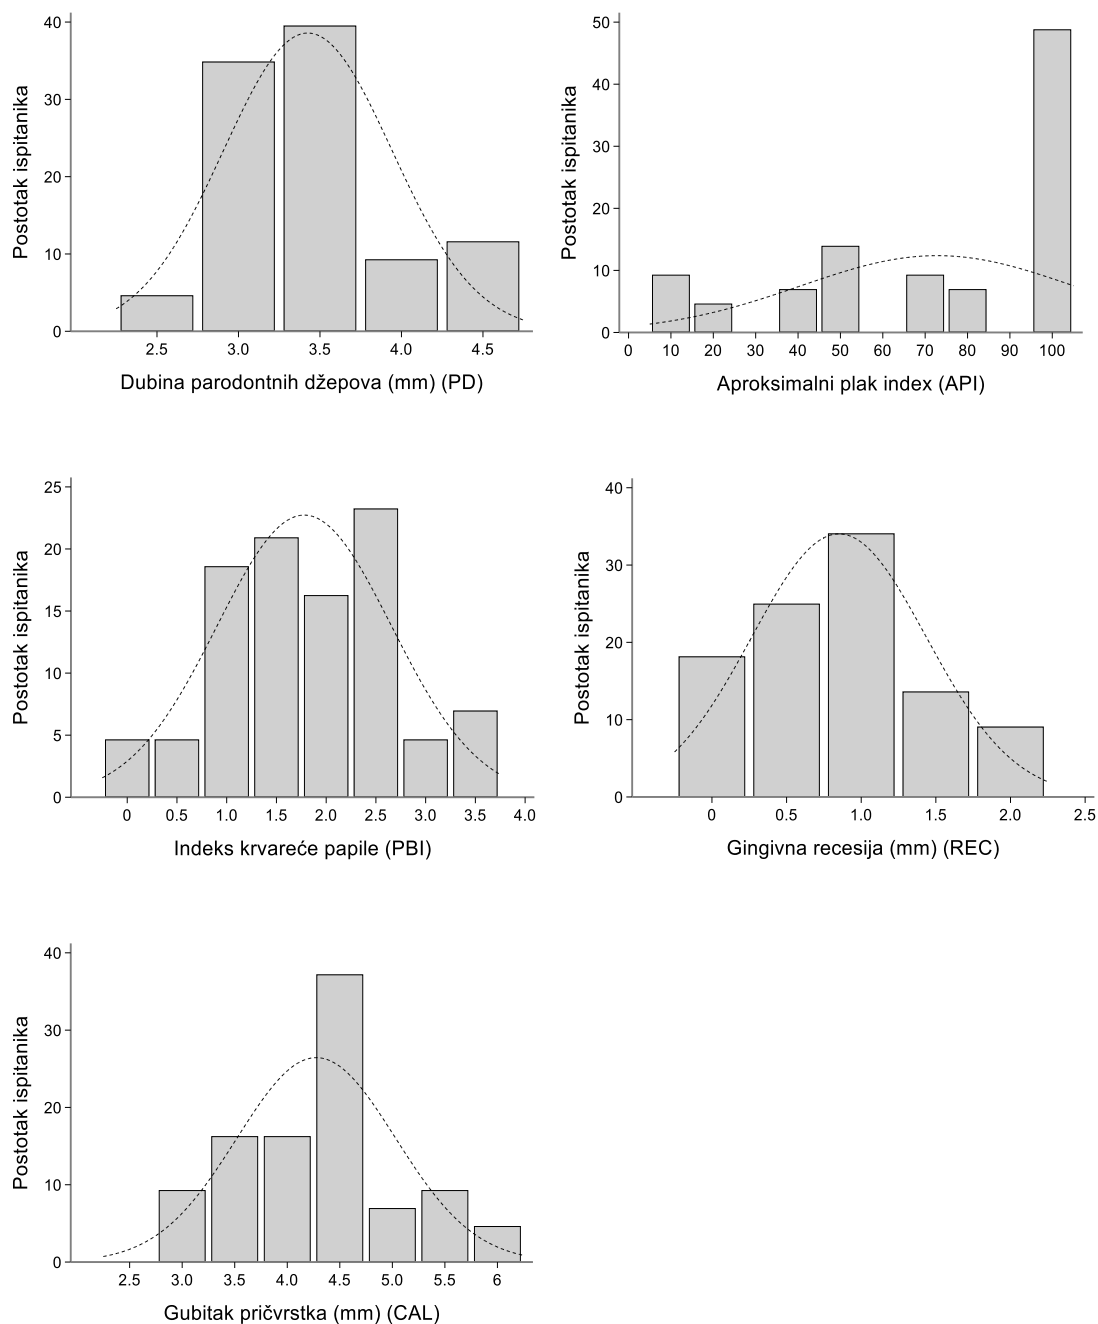 40
30
20
10
0
Postotak ispitanika
2.5 3.0 3.5 4.0 4.5
Dubina parodontnih džepova (mm) (PD)
50
40
30
20
10
0
Postotak ispitanika
0 10 20 30 40 50 60 70 80 90 100
Aproksimalni plak index (API)
25
20
15
10
5
0
Postotak ispitanika
0 0.5 1.0 1.5 2.0 2.5 3.0 3.5 4.0
Indeks krvareće papile (PBI)
40
30
20
10
0
Postotak ispitanika
0 0.5 1.0 1.5 2.0 2.5
Gingivna recesija (mm) (REC)
40
30
20
10
0
Postotak ispitanika
2.5 3.0 3.5 4.0 4.5 5.0 5.5 6
Gubitak pričvrstka (mm) (CAL)